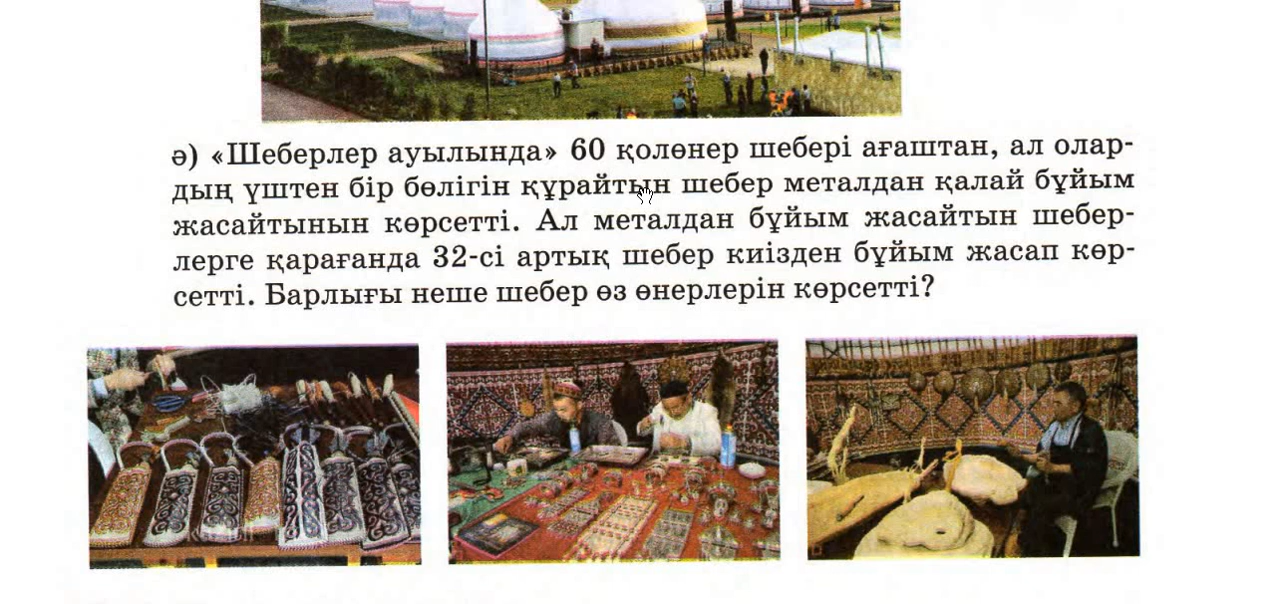 ә) «Шеберлер ауылында» 60 қолөнер шебері ағаштан, ал олар-
дың үштен бір бөлігін құрайтын шебер металдан қалай бұйым
жасайтынын көрсетті. Ал металдан бұйым жасайтын шебер-
лерге қарағанда 32-сі артық шебер киізден бұйым жасап көр-
сетті. Барлығы неше шебер өз өнерлерін көрсетті?